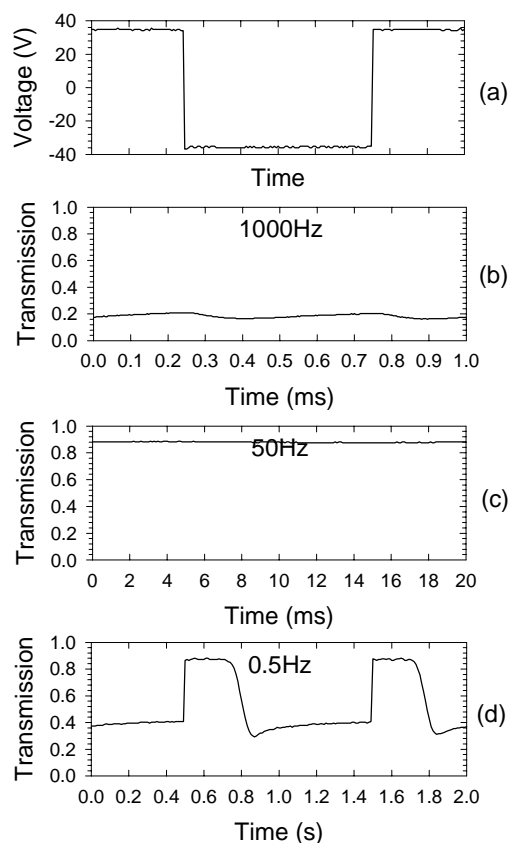 40
20
0
-20
-40
Voltage (V)
(a)
Time
1.0
0.8
0.6
0.4
0.2
0.0
Transmission
1000Hz
(b)
0.0 0.1 0.2 0.3 0.4 0.5 0.6 0.7 0.8 0.9 1.0
Time (ms)
1.0
0.8
0.6
0.4
0.2
0.0
Transmission
50Hz
(c)
0 2 4 6 8 10 12 14 16 18 20
Time (ms)
1.0
0.8
0.6
0.4
0.2
0.0
Transmission
0.5Hz
(d)
0.0 0.2 0.4 0.6 0.8 1.0 1.2 1.4 1.6 1.8 2.0
Time (s)